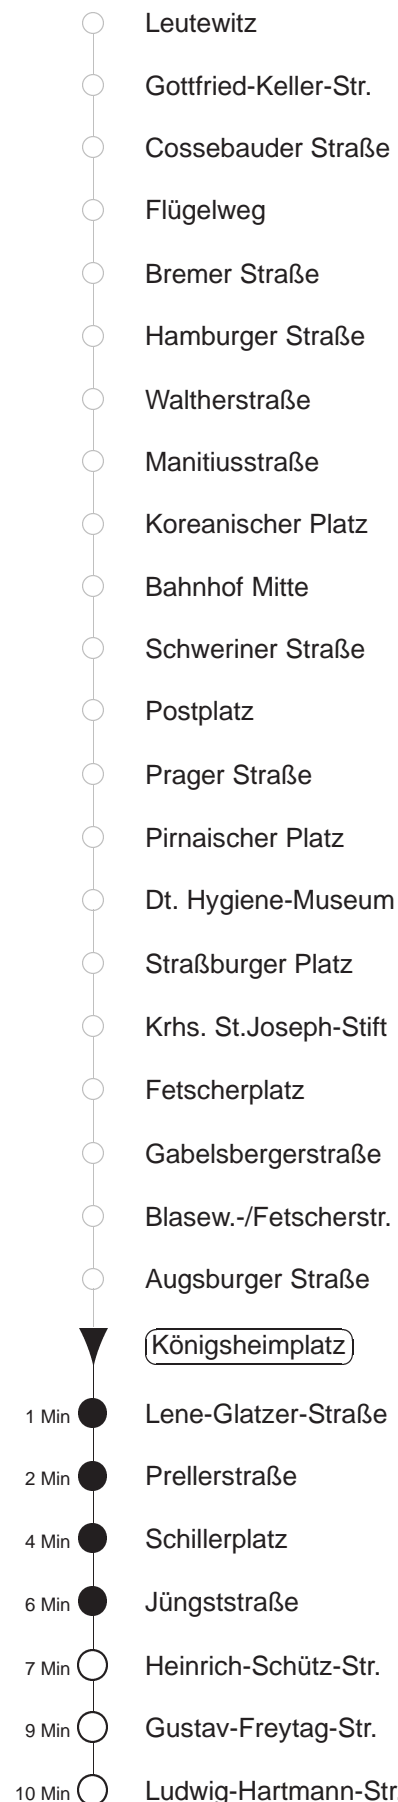 Leutewitz
Gottfried-Keller-Str.
Cossebauder Straße
Flügelweg
Bremer Straße
Hamburger Straße
Waltherstraße
Manitiusstraße
Koreanischer Platz
Bahnhof Mitte
Schweriner Straße
Postplatz
Prager Straße
Pirnaischer Platz
Dt. Hygiene-Museum
Straßburger Platz
Krhs. St.Joseph-Stift
Fetscherplatz
Gabelsbergerstraße
Blasew.-/Fetscherstr.
Augsburger Straße
Königsheimplatz
1 Min Lene-Glatzer-Straße
2 Min Prellerstraße
4 Min Schillerplatz
6 Min Jüngststraße
7 Min Heinrich-Schütz-Str.
9 Min Gustav-Freytag-Str.
10 Min Ludwig-Hartmann-Str.